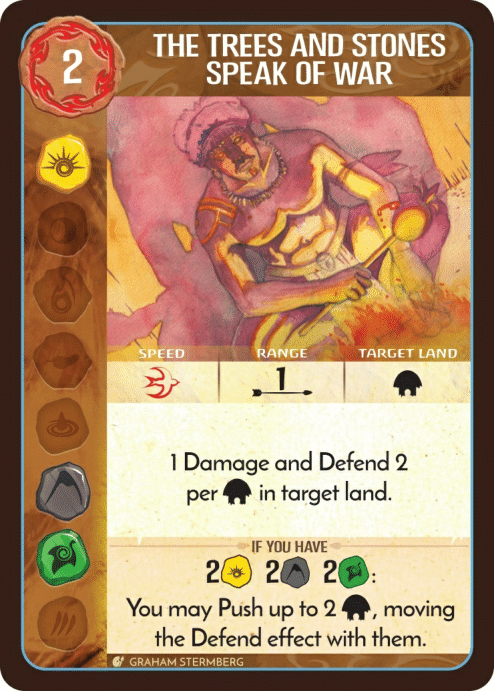 2
THE TREES AND STONES
SPEAK OF WAR
SPEED RANGE TARGET LAND
1
1 Damage and Defend 2
per in target land.
IF YOU HAVE
2 2 2 :
You may Push up to 2 , moving
the Defend effect with them.
GRAHAM STERMBERG